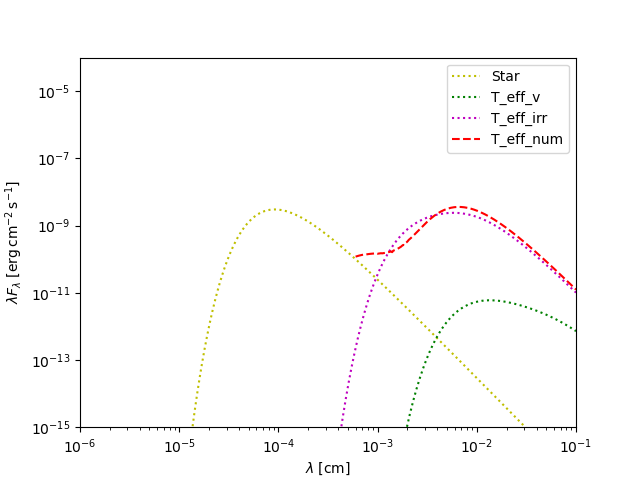 Star
T_eff_v
T_eff_irr
T_eff_num
λF_λ [erg cm⁻² s⁻¹]
10⁻⁵
10⁻⁷
10⁻⁹
10⁻¹¹
10⁻¹³
10⁻¹⁵
10⁻⁶ 10⁻⁵ 10⁻⁴ 10⁻³ 10⁻² 10⁻¹
λ [cm]